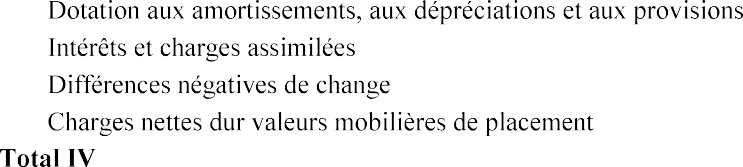 Dotation aux amortissements, aux dépréciations et aux provisions
Intérêts et charges assimilées
Différences négatives de change
Charges nettes dur valeurs mobilières de placement
Total IV